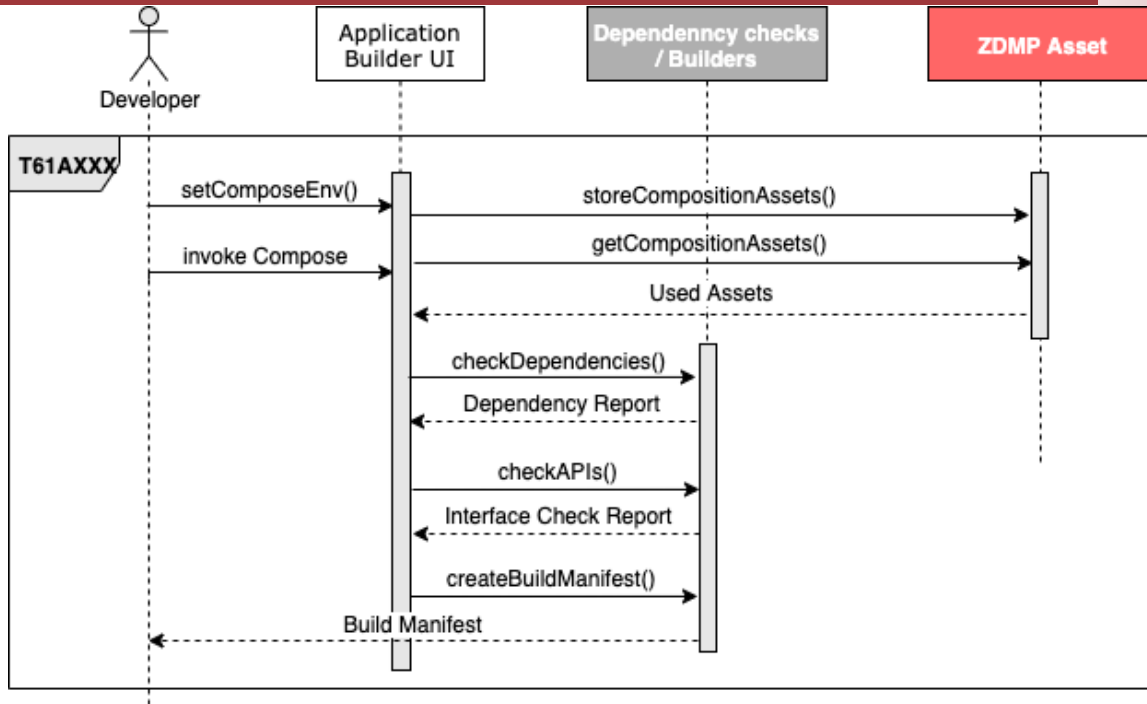 Application
Builder UI
Dependenncy checks
/ Builders
ZDMP Asset
Developer
T61AXXX
setComposeEnv()
storeCompositionAssets()
getCompositionAssets()
invoke Compose
Used Assets
checkDependencies()
Dependency Report
checkAPIs()
Interface Check Report
createBuildManifest()
Build Manifest